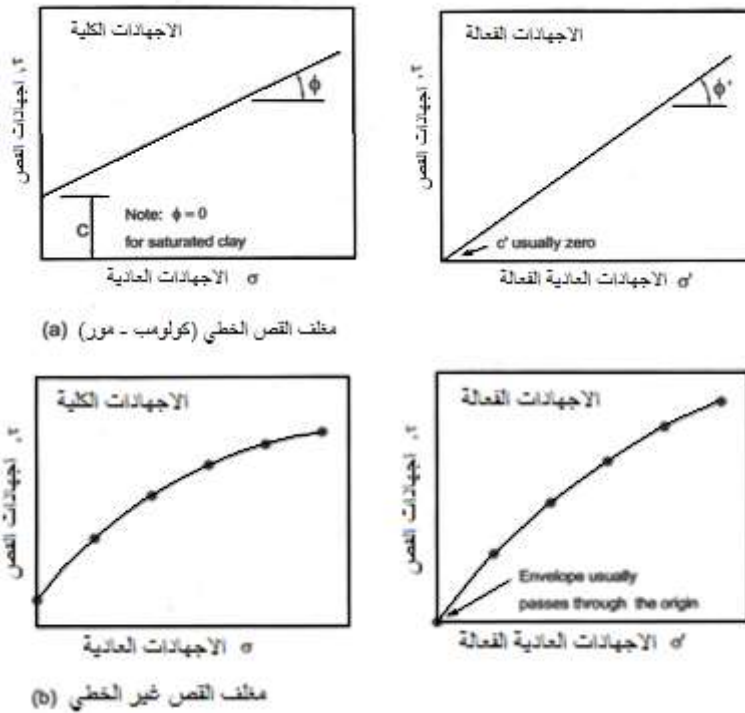 الاجهادات الكلية
τ, اجهادات القص
ϕ
C
Note: ϕ = 0
for saturated clay
الاجهادات العادية σ
الاجهادات الفعالة
τ, اجهادات القص
ϕ'
c' usually zero
الاجهادات العادية الفعالة σ'
(a) مغلف القص الخطي (كولومب - مور)
الاجهادات الكلية
τ, اجهادات القص
الاجهادات العادية σ
الاجهادات الفعالة
τ, اجهادات القص
Envelope usually
passes through the origin
الاجهادات العادية الفعالة σ'
(b) مغلف القص غير الخطي